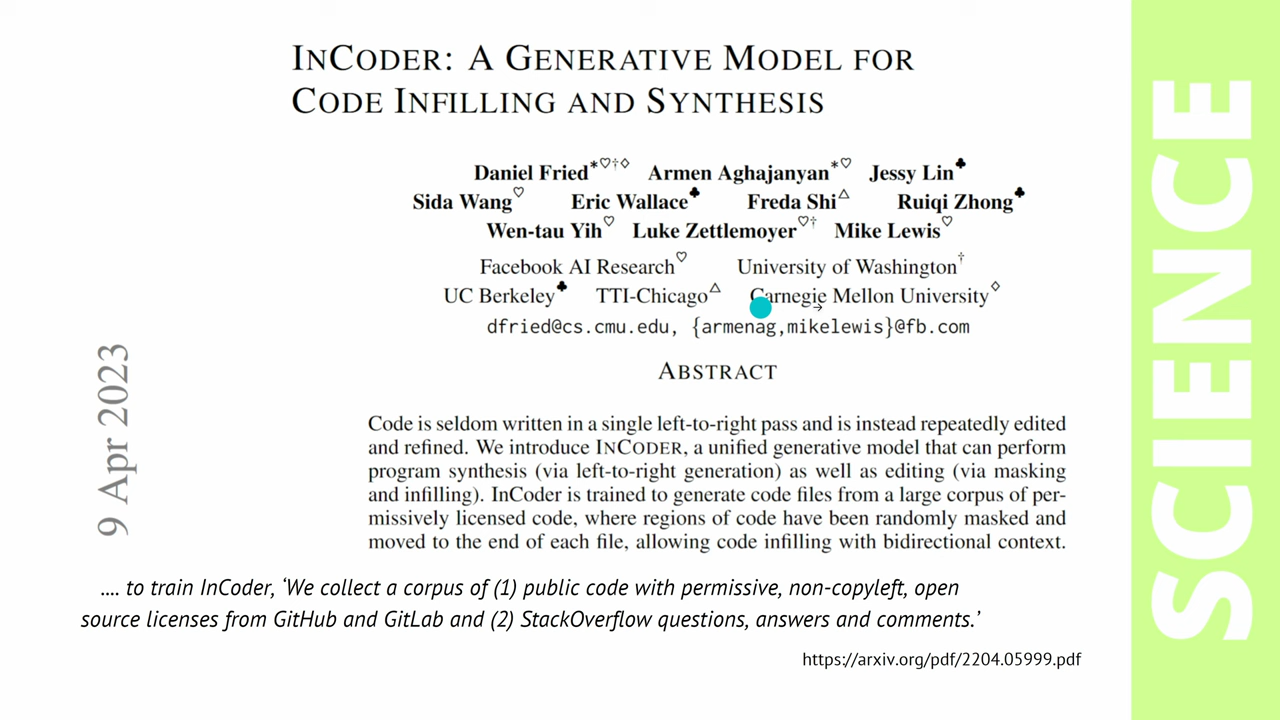 INCODER: A GENERATIVE MODEL FOR
CODE INFILLING AND SYNTHESIS
Daniel Fried*♡†◇ Armen Aghajanyan*♡ Jessy Lin♣
Sida Wang♡ Eric Wallace♣ Freda Shi△ Ruiqi Zhong♣
Wen-tau Yih♡ Luke Zettlemoyer♡† Mike Lewis♡
Facebook AI Research♡ University of Washington†
UC Berkeley♣ TTI-Chicago△ Carnegie Mellon University◇
dfried@cs.cmu.edu, {armenag,mikelewis}@fb.com
ABSTRACT
Code is seldom written in a single left-to-right pass and is instead repeatedly edited
and refined. We introduce INCODER, a unified generative model that can perform
program synthesis (via left-to-right generation) as well as editing (via masking
and infilling). InCoder is trained to generate code files from a large corpus of per-
missively licensed code, where regions of code have been randomly masked and
moved to the end of each file, allowing code infilling with bidirectional context.
9 Apr 2023
.... to train InCoder, ‘We collect a corpus of (1) public code with permissive, non-copyleft, open
source licenses from GitHub and GitLab and (2) StackOverflow questions, answers and comments.’
https://arxiv.org/pdf/2204.05999.pdf
SCIENCE